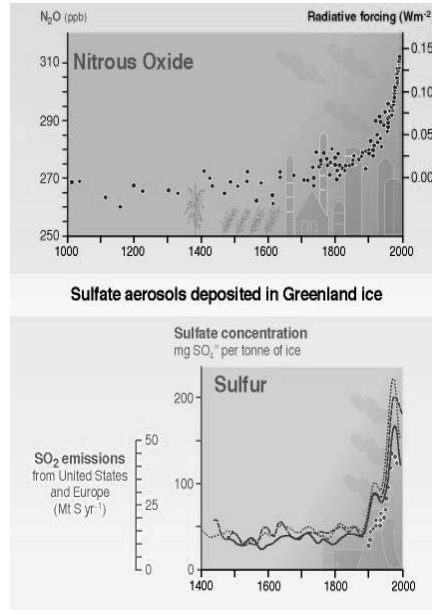 N₂O (ppb)
Radiative forcing (Wm⁻²
Nitrous Oxide
310
290
270
250
0.15
0.10
0.05
0.00
1000 1200 1400 1600 1800 2000
Sulfate aerosols deposited in Greenland ice
Sulfate concentration
mg SO₄⁼ per tonne of ice
Sulfur
200
100
0
50
25
0
SO₂ emissions
from United States
and Europe
(Mt S yr⁻¹)
1400 1600 1800 2000